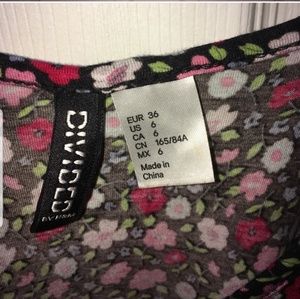 DIVIDED
BY H&M
EUR 36
US 6
CA 6
CN 165/84A
MX 6
Made in
China